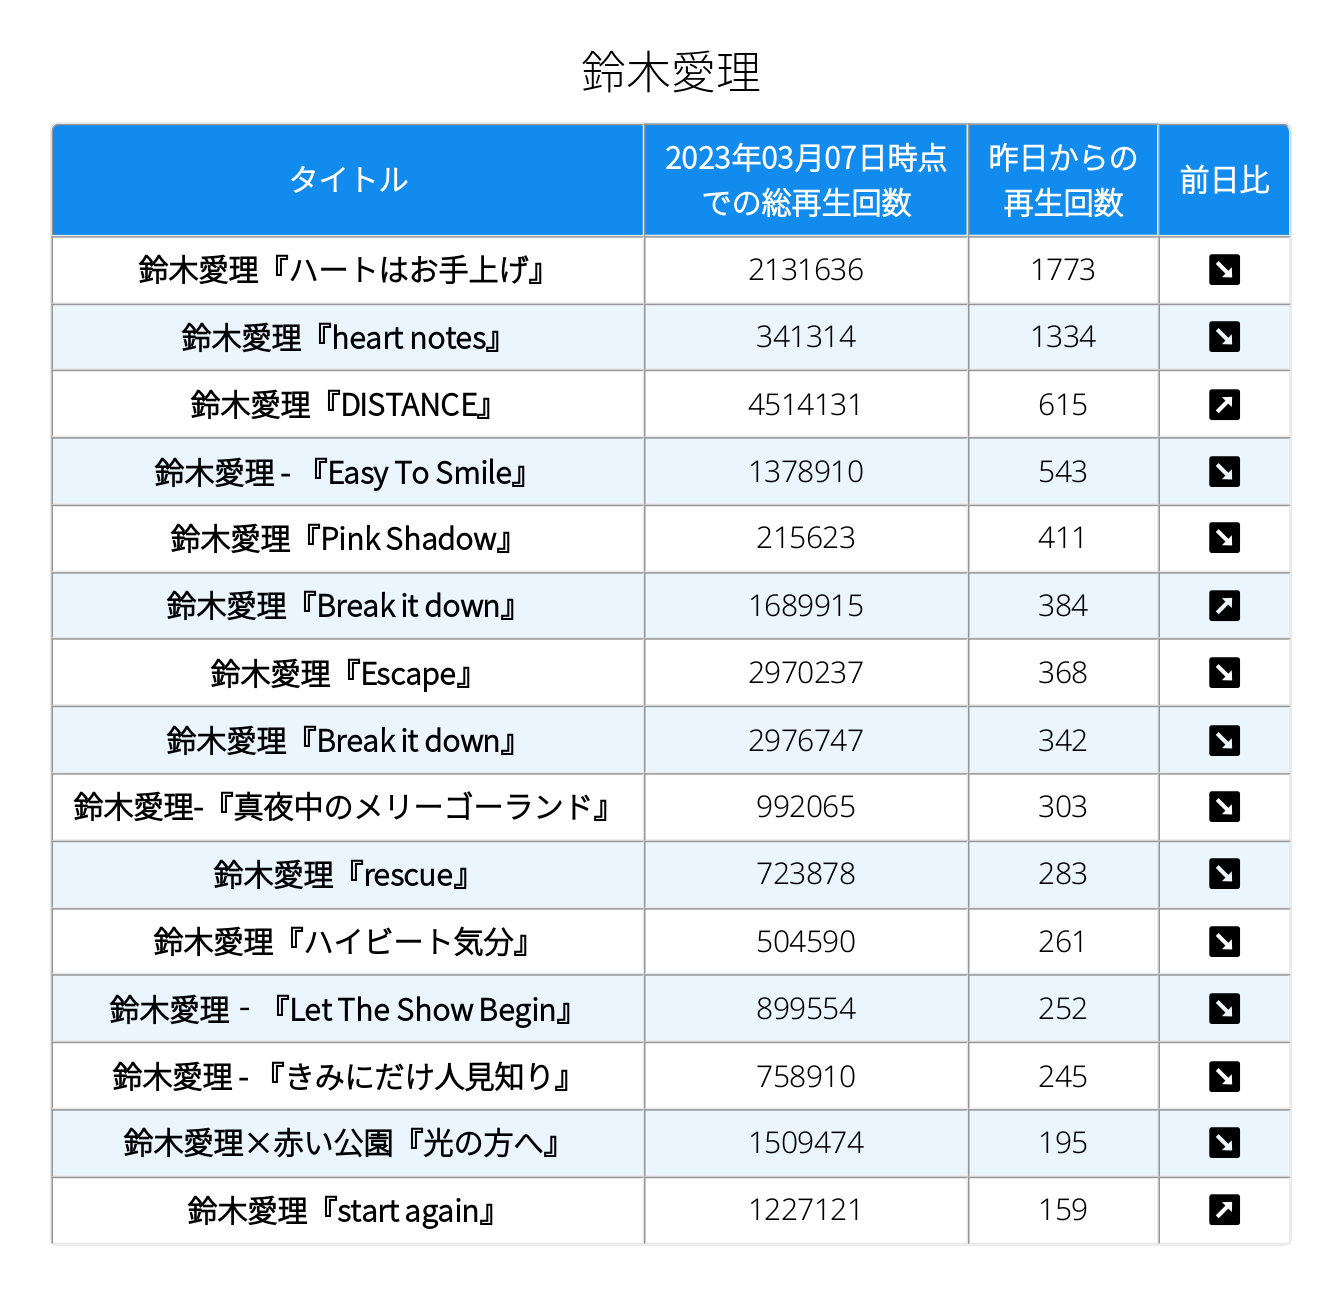 鈴木愛理
タイトル 2023年03月07日時点 昨日からの 前日比
での総再生回数 再生回数
鈴木愛理『ハートはお手上げ』 2131636 1773 ↘
鈴木愛理『heart notes』 341314 1334 ↘
鈴木愛理『DISTANCE』 4514131 615 ↗
鈴木愛理 - 『Easy To Smile』 1378910 543 ↘
鈴木愛理『Pink Shadow』 215623 411 ↘
鈴木愛理『Break it down』 1689915 384 ↗
鈴木愛理『Escape』 2970237 368 ↘
鈴木愛理『Break it down』 2976747 342 ↘
鈴木愛理-『真夜中のメリーゴーランド』 992065 303 ↘
鈴木愛理『rescue』 723878 283 ↘
鈴木愛理『ハイビート気分』 504590 261 ↘
鈴木愛理 - 『Let The Show Begin』 899554 252 ↘
鈴木愛理 - 『きみにだけ人見知り』 758910 245 ↘
鈴木愛理×赤い公園『光の方へ』 1509474 195 ↘
鈴木愛理『start again』 1227121 159 ↗